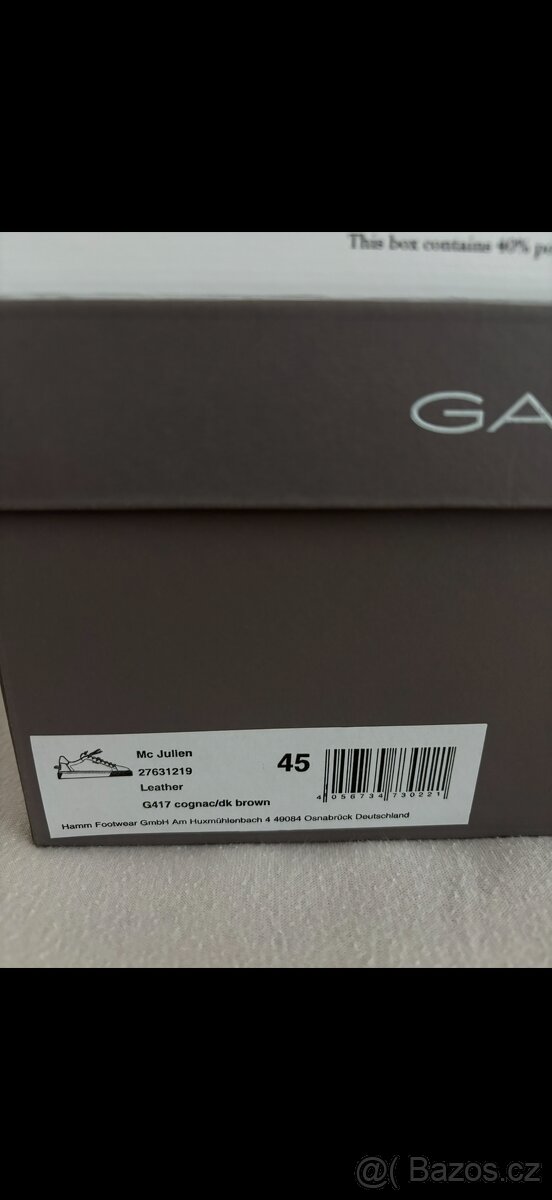 This box contains 40%
GA
Mc Julien
27631219
Leather
G417 cognac/dk brown
45
4 056734 730221
Hamm Footwear GmbH Am Huxmühlenbach 4 49084 Osnabrück Deutschland
@( Bazos.cz